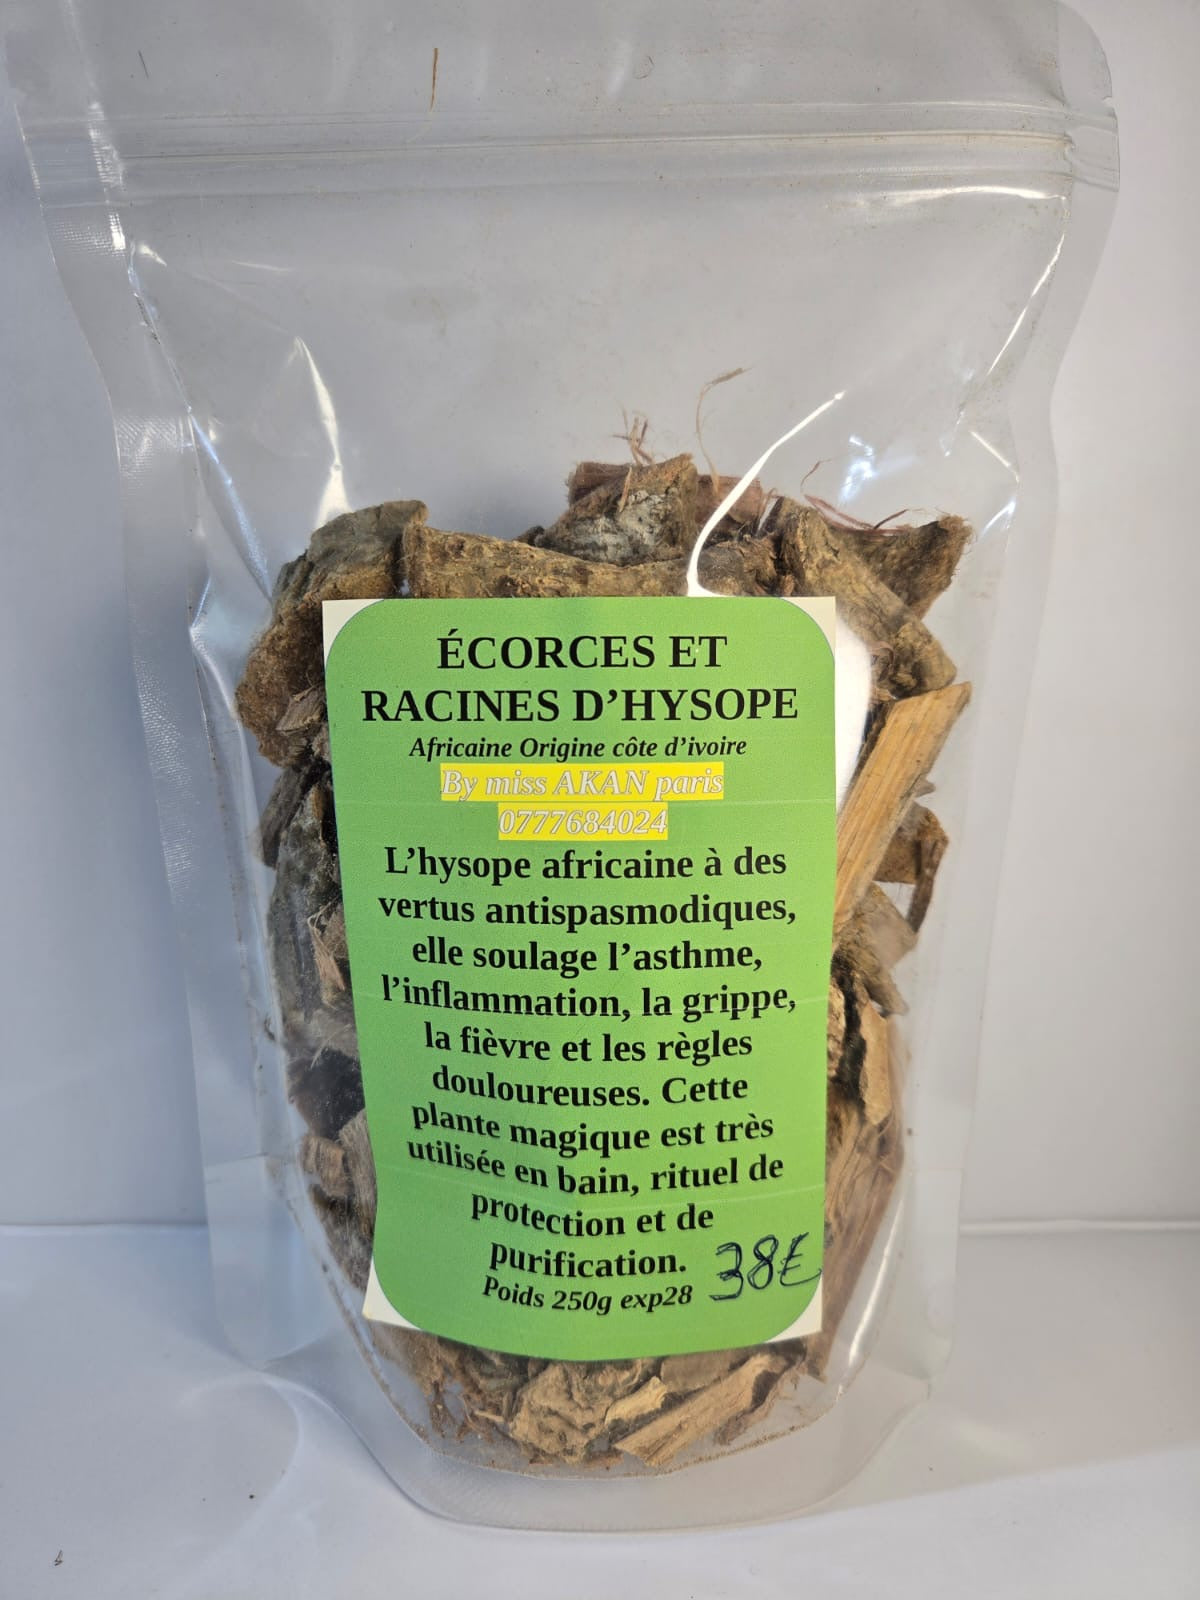 ÉCORCES ET
RACINES D’HYSOPE
Africaine Origine côte d’ivoire
By miss AKAN paris
0777684024
L’hysope africaine à des
vertus antispasmodiques,
elle soulage l’asthme,
l’inflammation, la grippe,
la fièvre et les règles
douloureuses. Cette
plante magique est très
utilisée en bain, rituel de
protection et de
purification.
38€
Poids 250g exp28